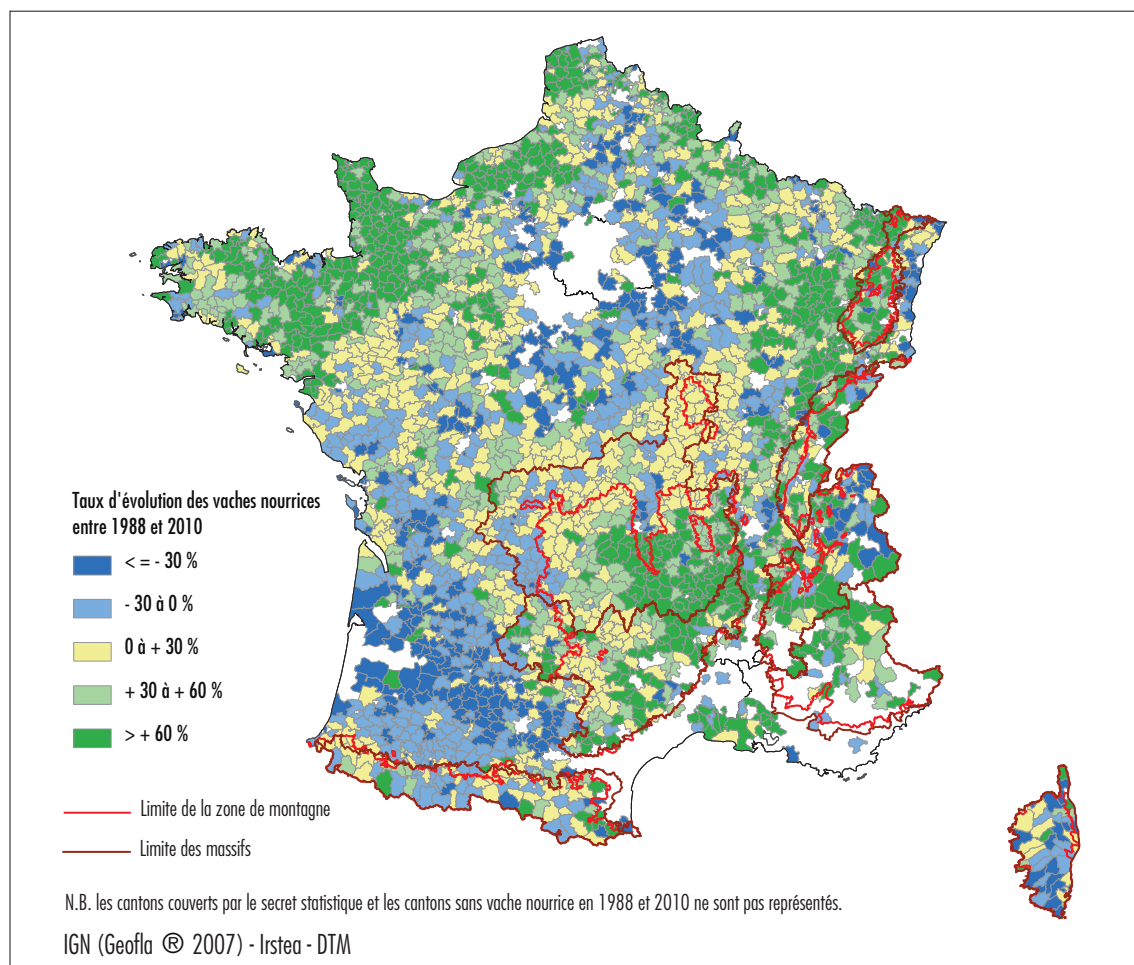 Taux d'évolution des vaches nourrices
entre 1988 et 2010
< = - 30 %
- 30 à 0 %
0 à + 30 %
+ 30 à + 60 %
> + 60 %
Limite de la zone de montagne
Limite des massifs
N.B. les cantons couverts par le secret statistique et les cantons sans vache nourrice en 1988 et 2010 ne sont pas représentés.
IGN (Geofla ® 2007) - Irstea - DTM